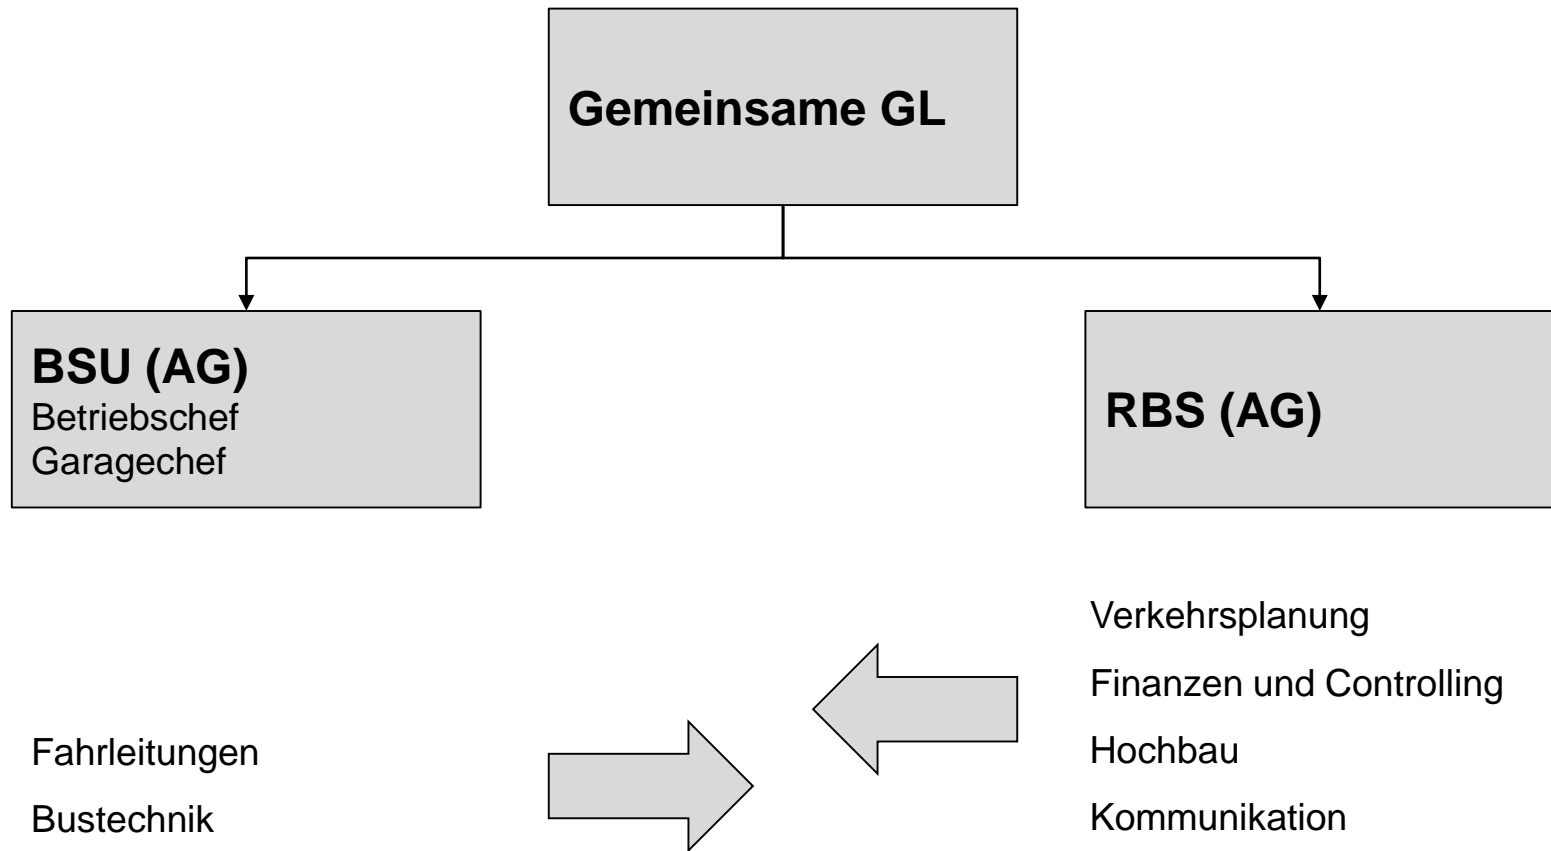 Gemeinsame GL
BSU (AG)
Betriebschef
Garagechef
RBS (AG)
Fahrleitungen
Bustechnik
Verkehrsplanung
Finanzen und Controlling
Hochbau
Kommunikation